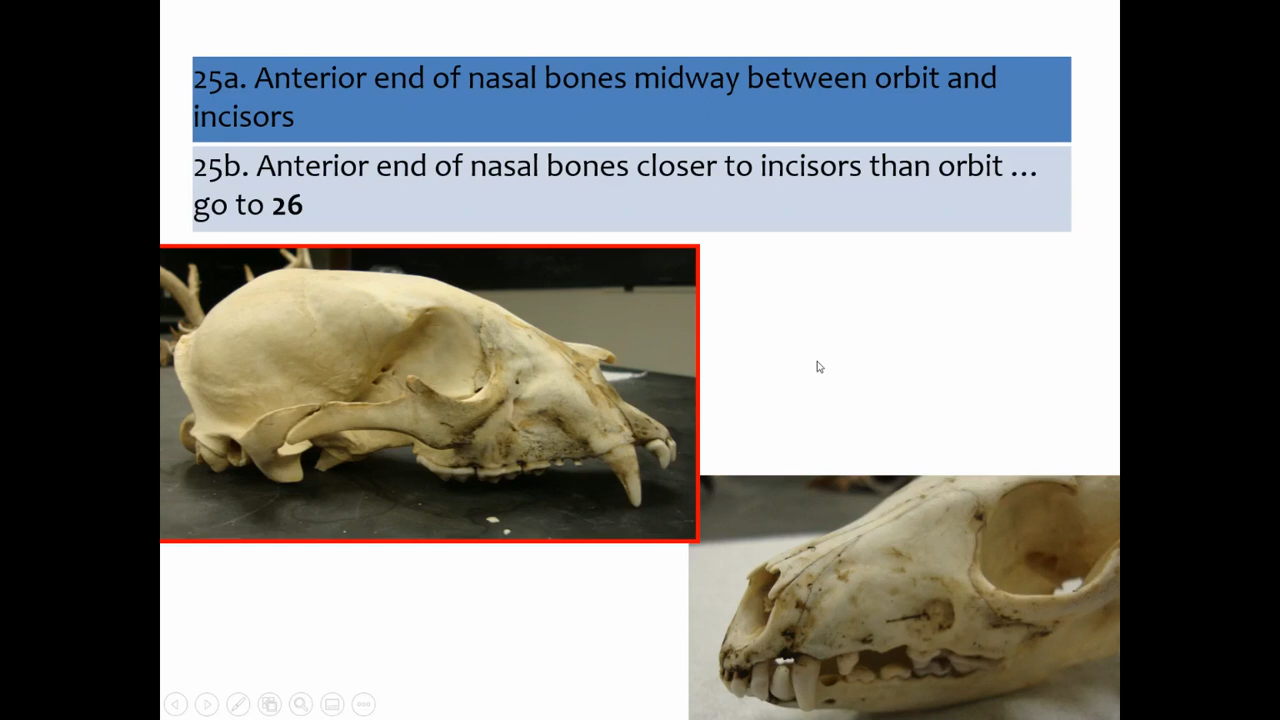 25a. Anterior end of nasal bones midway between orbit and
incisors
25b. Anterior end of nasal bones closer to incisors than orbit …
go to 26